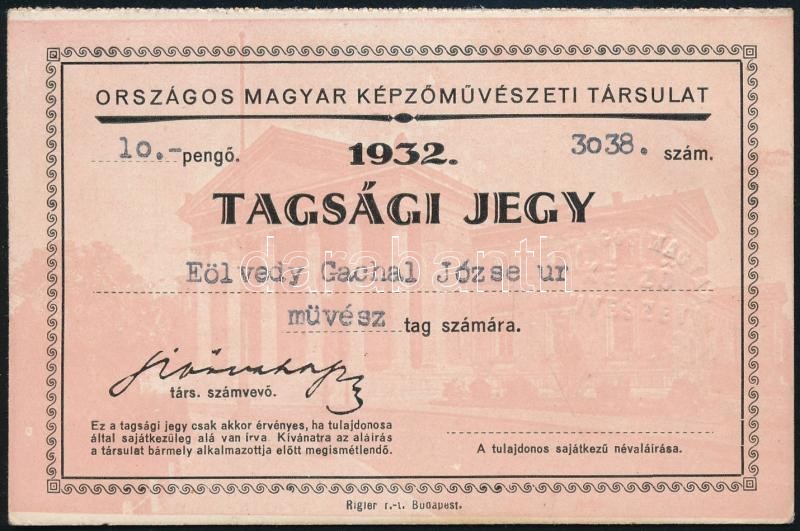 ORSZÁGOS MAGYAR KÉPZŐMŰVÉSZETI TÁRSULAT
10.- pengő. 1932. 3038. szám.
TAGSÁGI JEGY
darabanth
Eölvedy Gachal Józse ur
müvész tag számára.
társ. számvevő.
Ez a tagsági jegy csak akkor érvényes, ha tulajdonosa
által sajátkezüleg alá van írva. Kívánatra az aláírás
a társulat bármely alkalmazottja előtt megismétlendő.
A tulajdonos sajátkezű névaláírása.
Rigler r.-t. Budapest.